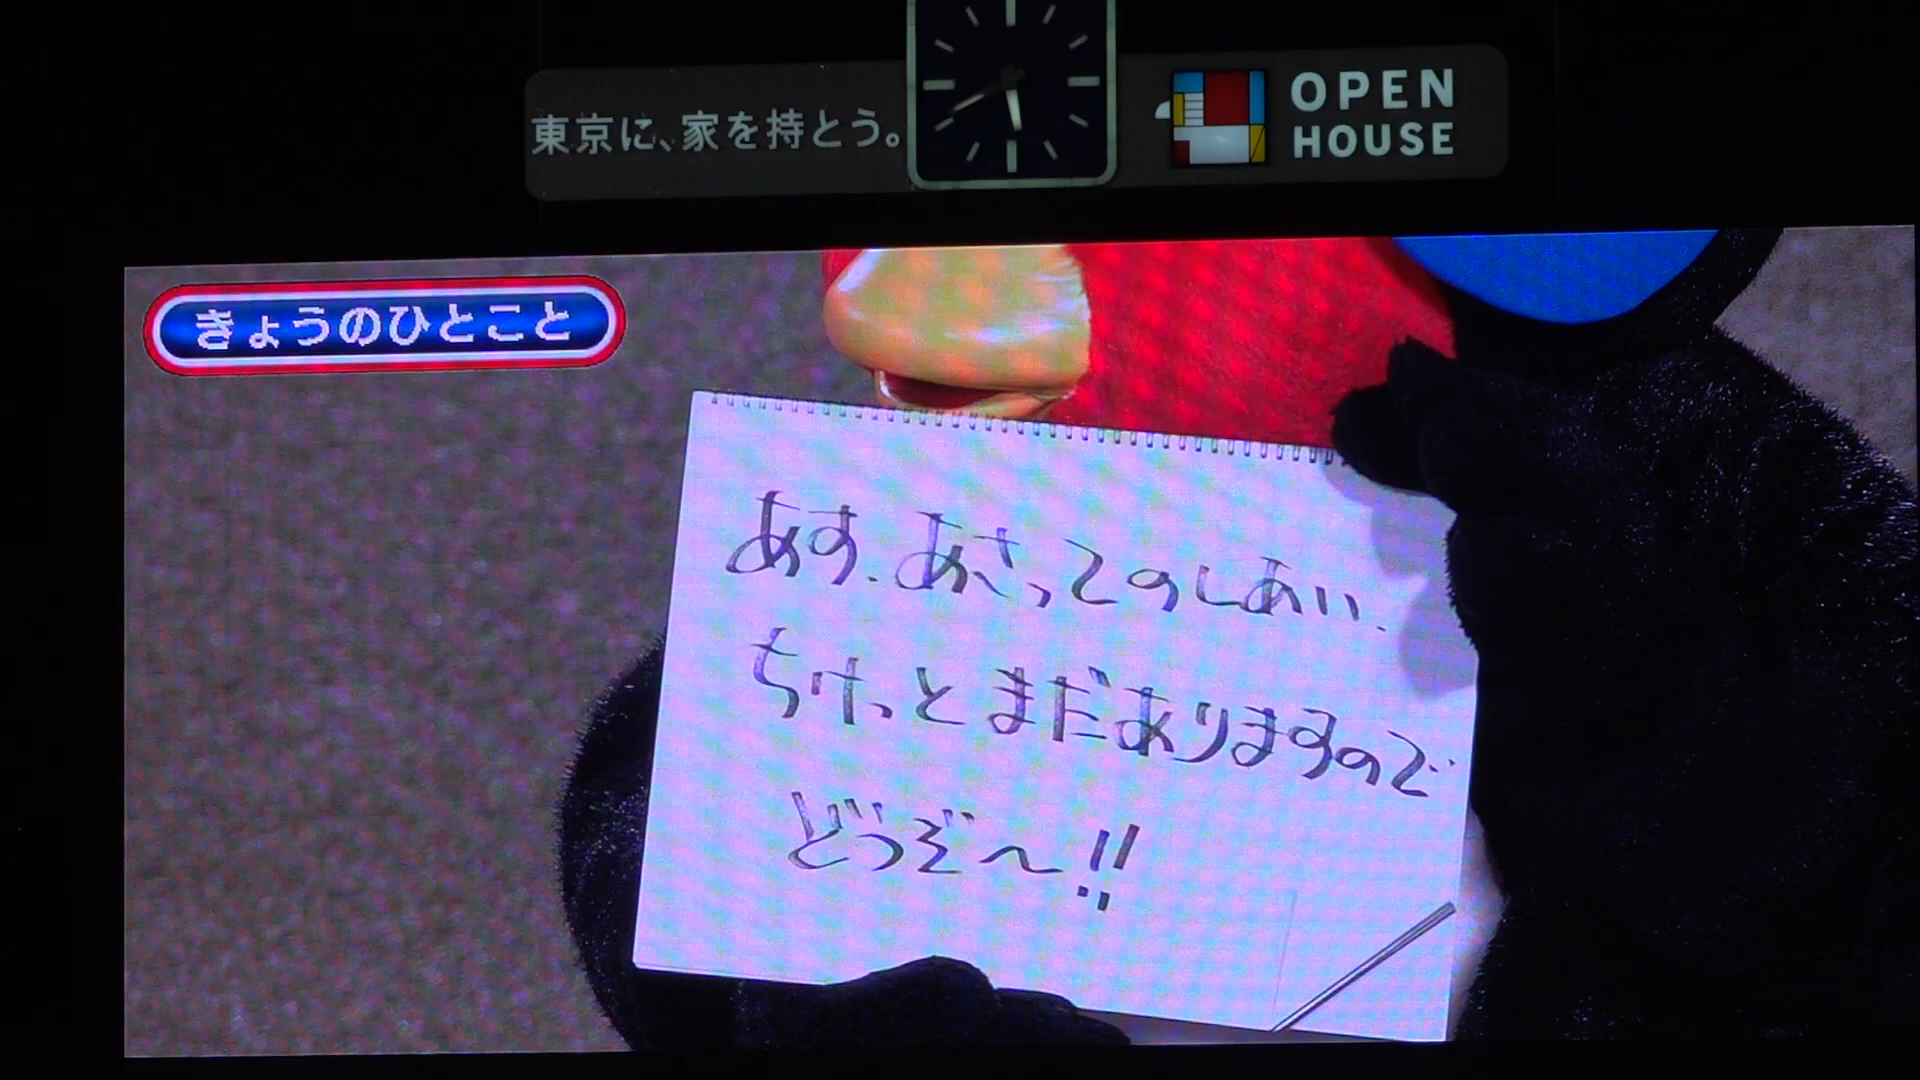 東京に、家を持とう。
OPEN
HOUSE
きょうのひとこと
あす、あさってのしあい、
ちけっとまだありますので
どうぞ〜!!